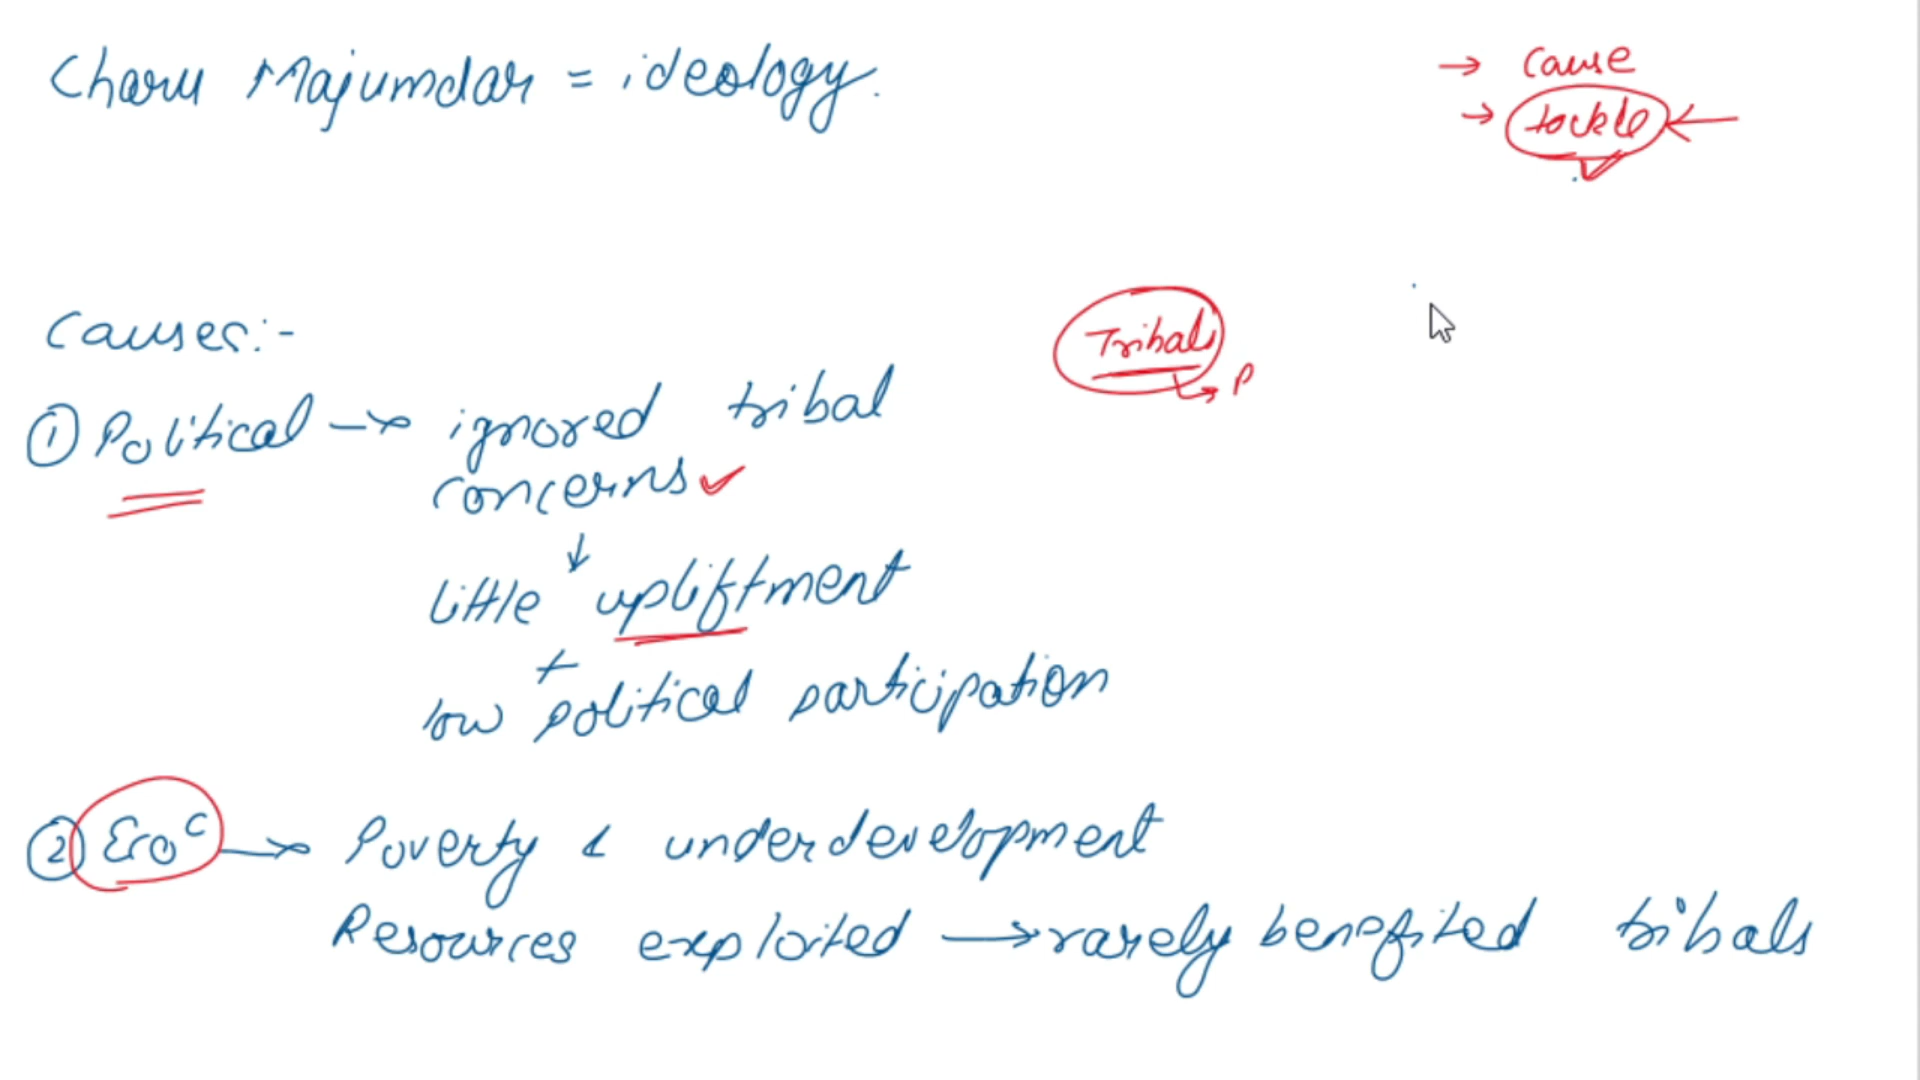 Charu Majumdar = ideology.
→ cause
→ tackle ←
Causes:-
Tribals
↳ P
① Political → ignored tribal
concerns ✓
↓
little upliftment
+
low political participation
② Eco^c → Poverty & underdevelopment
Resources exploited → rarely benefited tribals